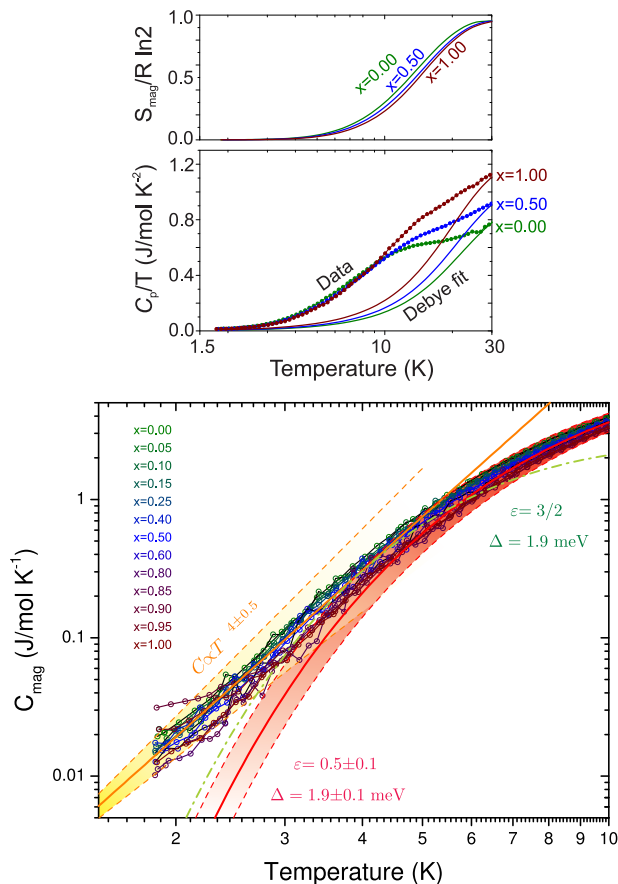 S_mag/R ln2
1.0
0.5
0.0
x=0.00
x=0.50
x=1.00
C_p/T (J/mol K^-2)
1.2
0.8
0.4
0.0
Data
Debye fit
x=1.00
x=0.50
x=0.00
1.5
10
30
Temperature (K)
C_mag (J/mol K^-1)
1
0.1
0.01
x=0.00
x=0.05
x=0.10
x=0.15
x=0.25
x=0.40
x=0.50
x=0.60
x=0.80
x=0.85
x=0.90
x=0.95
x=1.00
C∝T^4±0.5
ε= 3/2
Δ = 1.9 meV
ε= 0.5±0.1
Δ = 1.9±0.1 meV
2 3 4 5 6 7 8 9 10
Temperature (K)